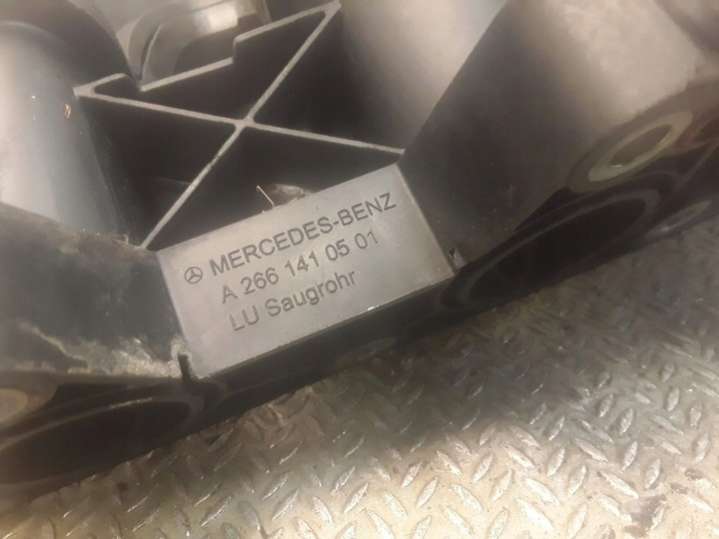 MERCEDES-BENZ
A 266 141 05 01
LU Saugrohr